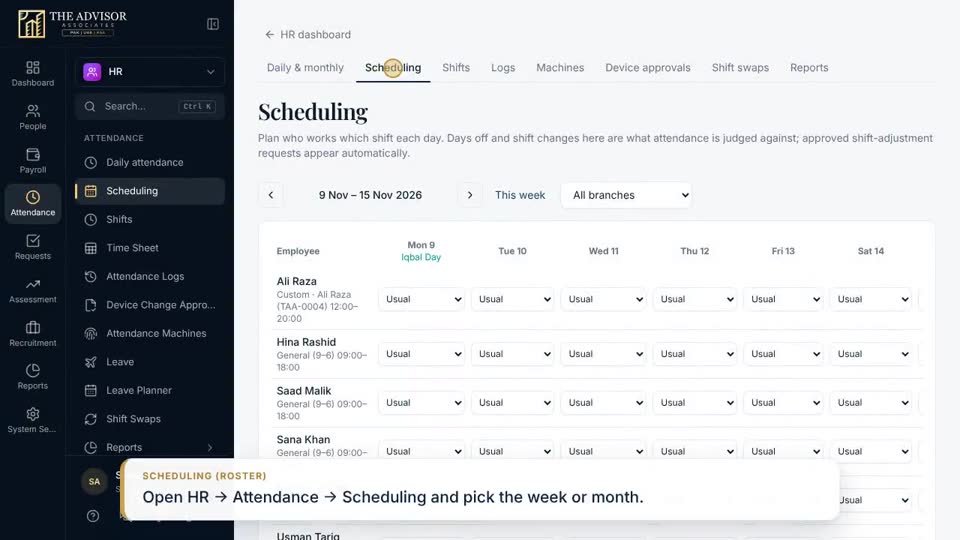 THE ADVISOR
ASSOCIATES
PAK | UAE | KSA
HR
Search...
Ctrl K
Dashboard
People
Payroll
Attendance
Requests
Assessment
Recruitment
Reports
System Se...
ATTENDANCE
Daily attendance
Scheduling
Shifts
Time Sheet
Attendance Logs
Device Change Appro...
Attendance Machines
Leave
Leave Planner
Shift Swaps
Reports
SA
← HR dashboard
Daily & monthly Scheduling Shifts Logs Machines Device approvals Shift swaps Reports
Scheduling
Plan who works which shift each day. Days off and shift changes here are what attendance is judged against; approved shift-adjustment
requests appear automatically.
9 Nov – 15 Nov 2026 This week All branches
Employee Mon 9 Tue 10 Wed 11 Thu 12 Fri 13 Sat 14
Iqbal Day
Ali Raza
Custom · Ali Raza
(TAA-0004) 12:00–
20:00
Usual Usual Usual Usual Usual Usual
Hina Rashid
General (9–6) 09:00–
18:00
Usual Usual Usual Usual Usual Usual
Saad Malik
General (9–6) 09:00–
18:00
Usual Usual Usual Usual Usual Usual
Sana Khan
General (9–6) 09:00–
Usual Usual Usual Usual Usual Usual
Usual
Usman Tariq
SCHEDULING (ROSTER)
Open HR → Attendance → Scheduling and pick the week or month.